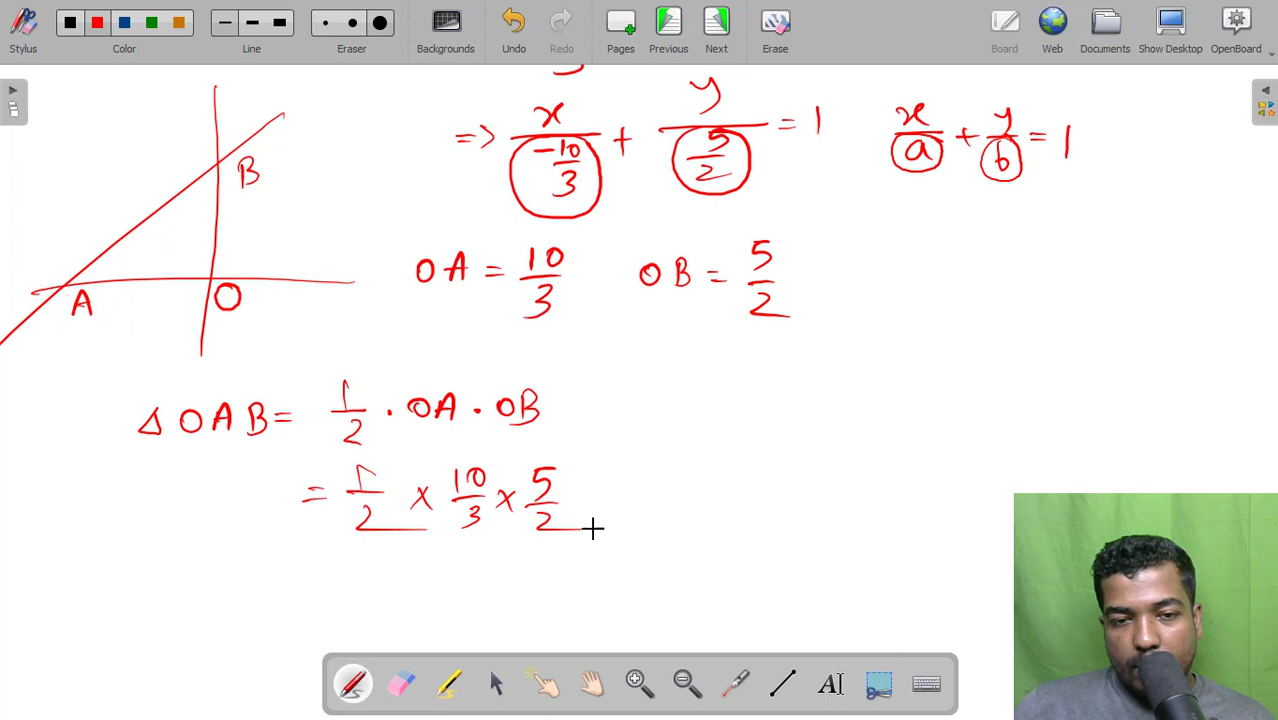 Stylus Color Line Eraser Backgrounds Undo Redo Pages Previous Next Erase Board Web Documents Show Desktop OpenBoard
=> x/(-10/3) + y/(5/2) = 1 x/a + y/b = 1
B
OA = 10/3 OB = 5/2
A O
Δ OAB = 1/2 · OA · OB
= 1/2 × 10/3 × 5/2